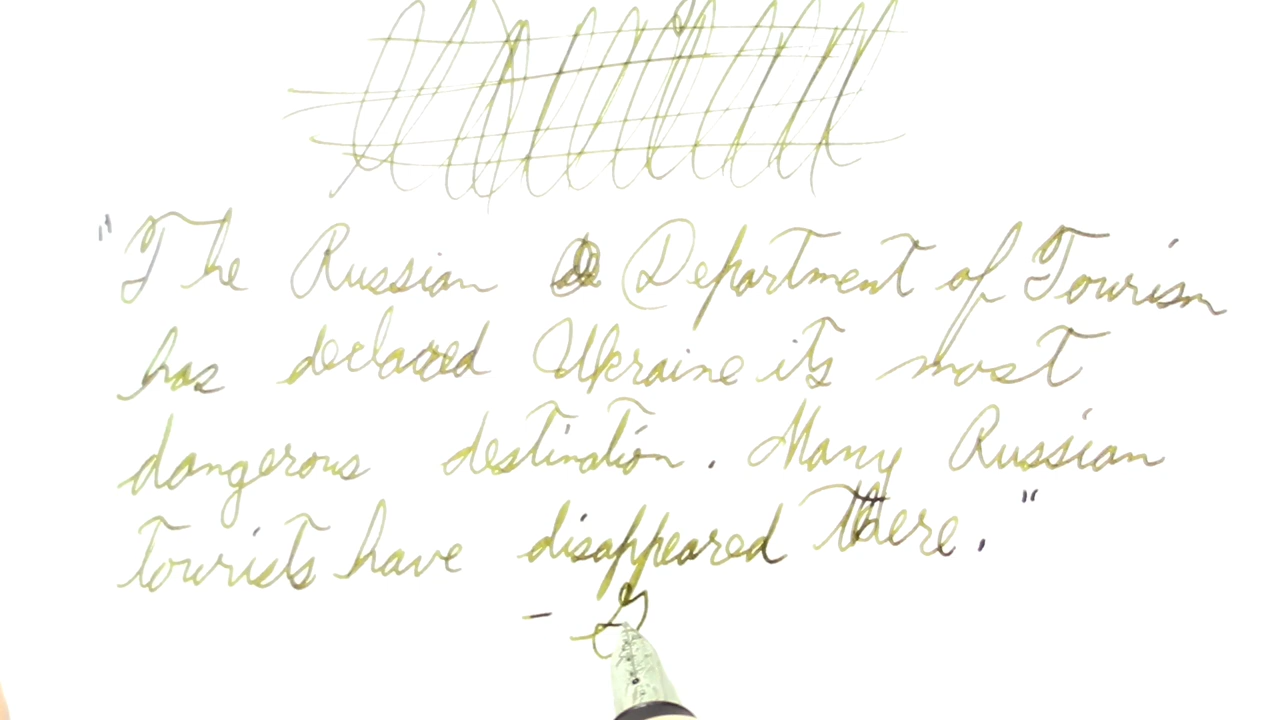 "The Russian Department of Tourism
has declared Ukraine its most
dangerous destination. Many Russian
tourists have disappeared there."
-